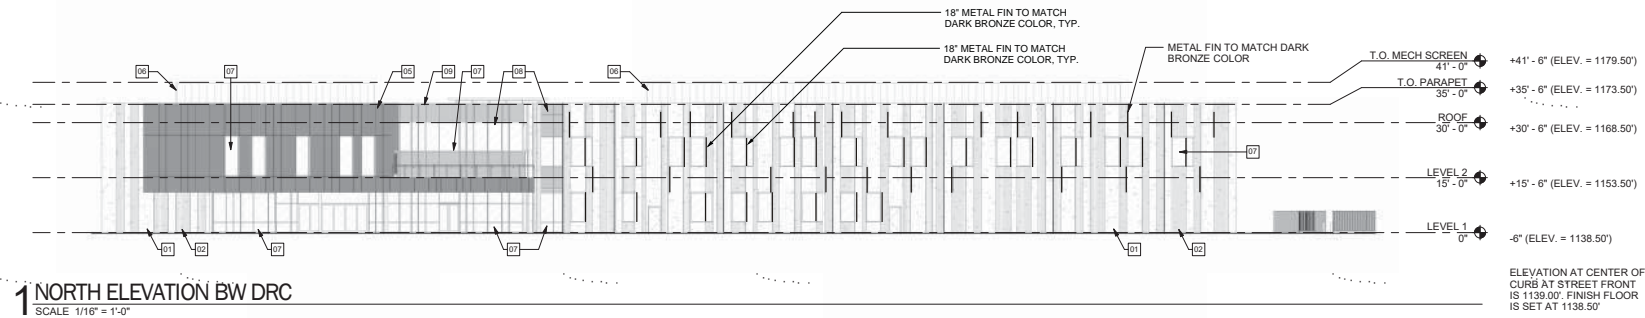 18" METAL FIN TO MATCH
DARK BRONZE COLOR, TYP.
18" METAL FIN TO MATCH
DARK BRONZE COLOR, TYP.
METAL FIN TO MATCH DARK
BRONZE COLOR
T.O. MECH SCREEN
41' - 0"
+41' - 6" (ELEV. = 1179.50')
T.O. PARAPET
35' - 0"
+35' - 6" (ELEV. = 1173.50')
ROOF
30' - 0"
+30' - 6" (ELEV. = 1168.50')
LEVEL 2
15' - 0"
+15' - 6" (ELEV. = 1153.50')
LEVEL 1
0"
-6" (ELEV. = 1138.50')
06 07 05 09 07 08 06
07
01 02 07 07 01 02
ELEVATION AT CENTER OF
CURB AT STREET FRONT
IS 1139.00'. FINISH FLOOR
IS SET AT 1138.50'
1 NORTH ELEVATION BW DRC
SCALE 1/16" = 1'-0"